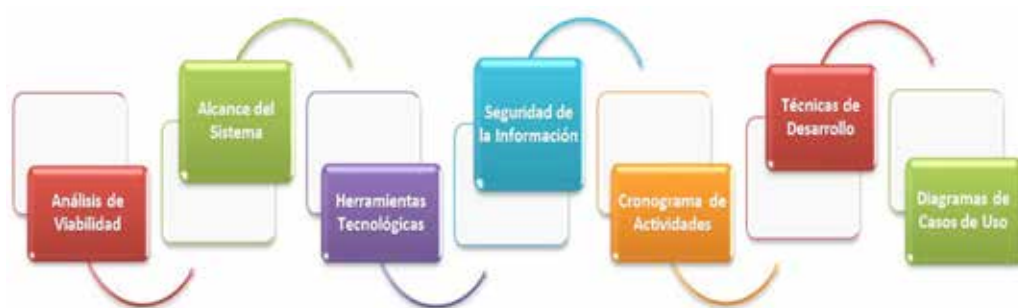 Análisis de
Viabilidad
Alcance del
Sistema
Herramientas
Tecnológicas
Seguridad de
la Información
Cronograma de
Actividades
Técnicas de
Desarrollo
Diagramas de
Casos de Uso